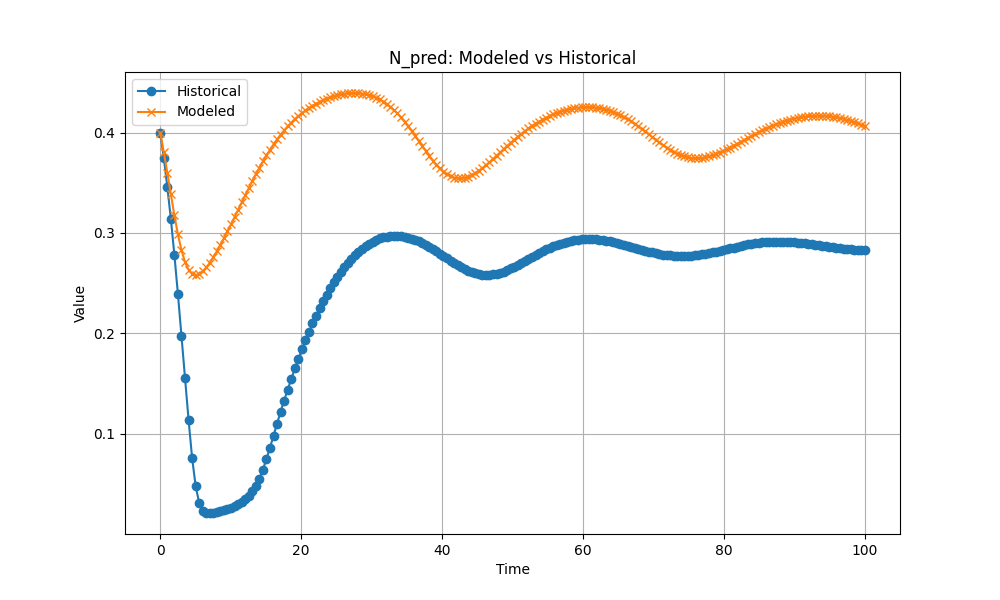 N_pred: Modeled vs Historical
Historical
Modeled
0.4
0.3
0.2
0.1
Value
0 20 40 60 80 100
Time